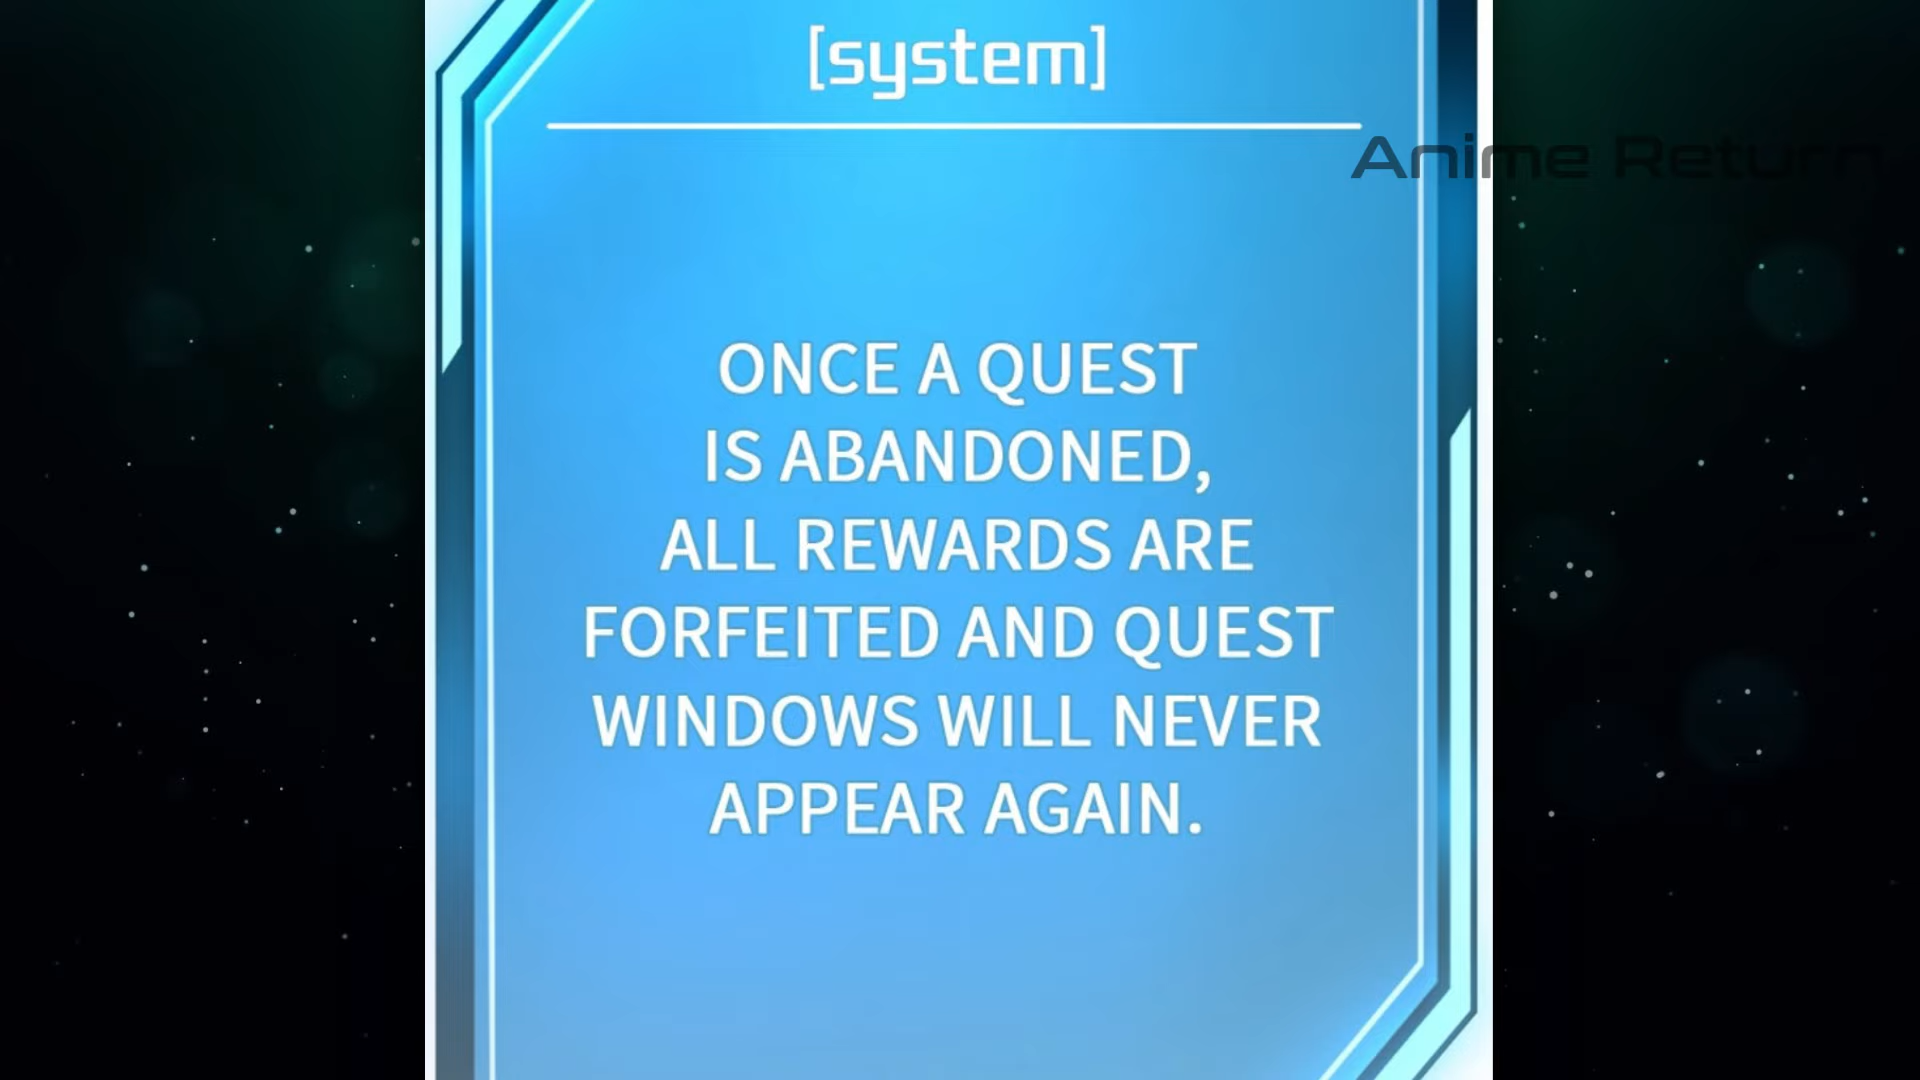 [system]
Anime Return
ONCE A QUEST
IS ABANDONED,
ALL REWARDS ARE
FORFEITED AND QUEST
WINDOWS WILL NEVER
APPEAR AGAIN.